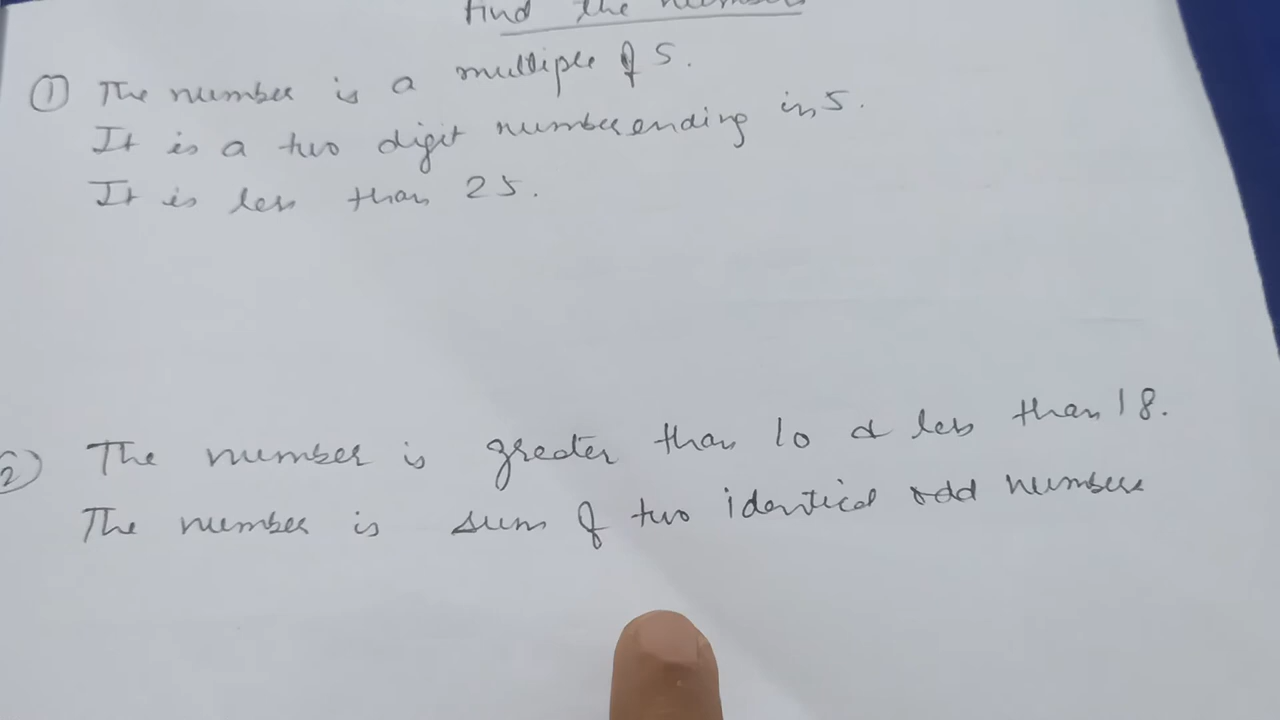 find the numbers
① The number is a multiple of 5.
It is a two digit number ending in 5.
It is less than 25.
② The number is greater than 10 & less than 18.
The number is sum of two identical odd numbers